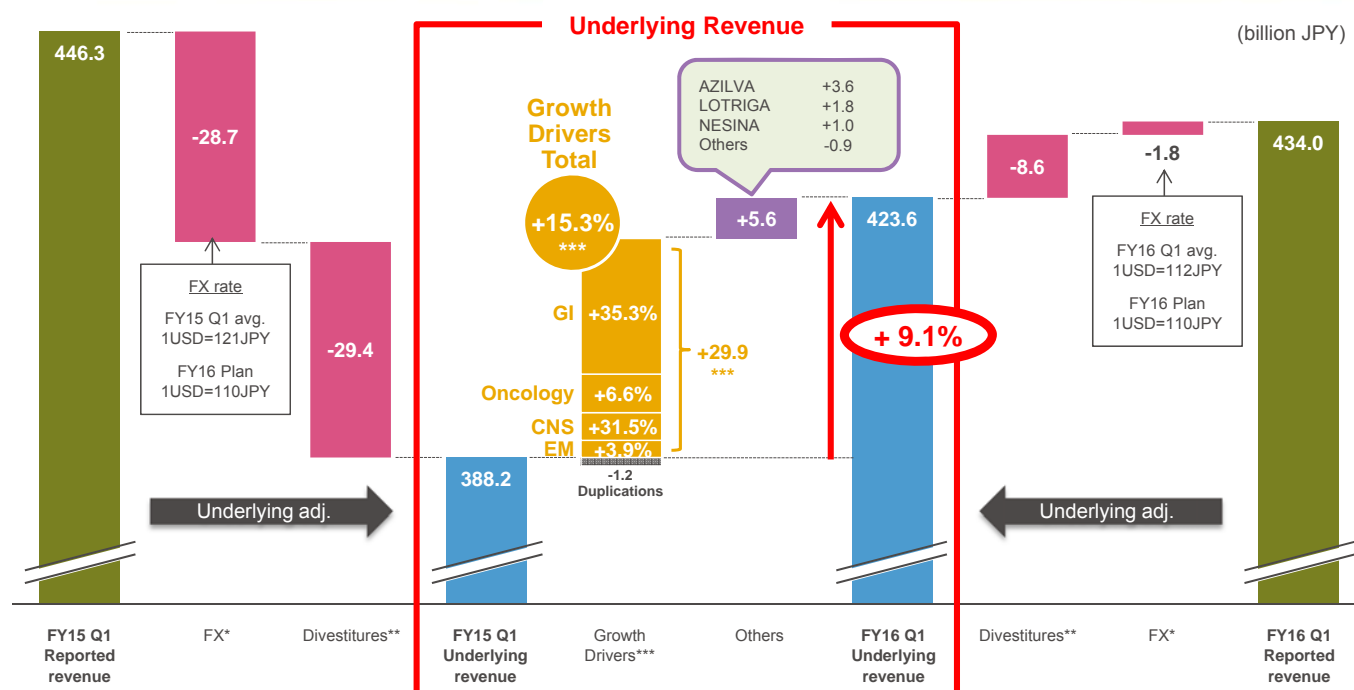 Underlying Revenue
(billion JPY)
446.3
-28.7
FX rate
FY15 Q1 avg.
1USD=121JPY
FY16 Plan
1USD=110JPY
-29.4
Underlying adj.
388.2
Growth
Drivers
Total
+15.3%
***
GI
+35.3%
Oncology
+6.6%
CNS
+31.5%
EM
+3.9%
-1.2
Duplications
+29.9
***
AZILVA +3.6
LOTRIGA +1.8
NESINA +1.0
Others -0.9
+5.6
423.6
+ 9.1%
-8.6
-1.8
FX rate
FY16 Q1 avg.
1USD=112JPY
FY16 Plan
1USD=110JPY
434.0
Underlying adj.
FY15 Q1
Reported
revenue
FX*
Divestitures**
FY15 Q1
Underlying
revenue
Growth
Drivers***
Others
FY16 Q1
Underlying
revenue
Divestitures**
FX*
FY16 Q1
Reported
revenue